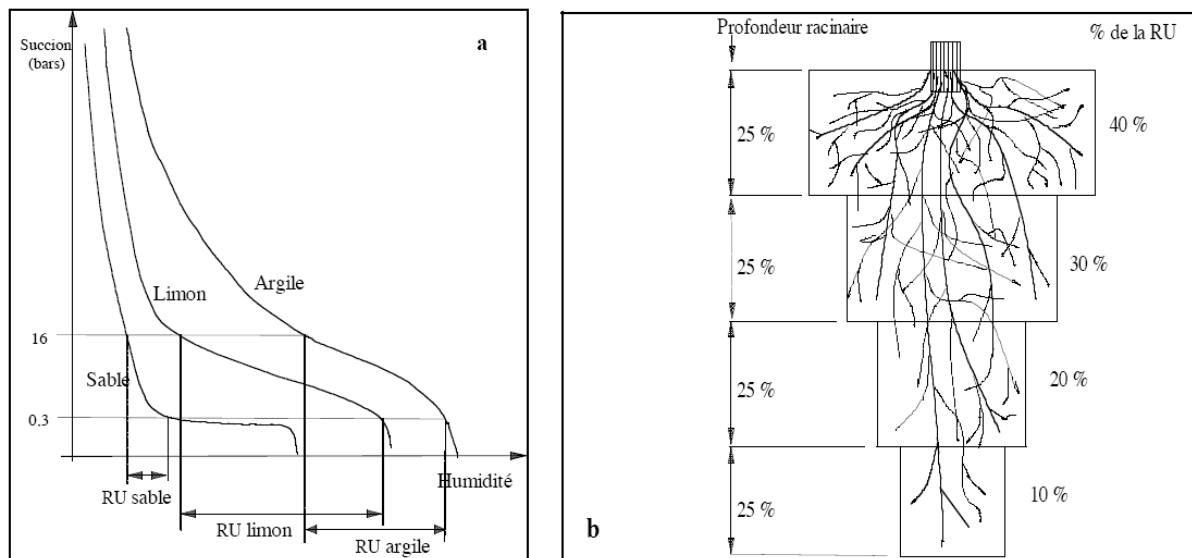 Succion
(bars)
a
Argile
Limon
16
Sable
0.3
Humidité
RU sable
RU limon
RU argile
Profondeur racinaire
% de la RU
25 %
40 %
25 %
30 %
25 %
20 %
25 %
10 %
b